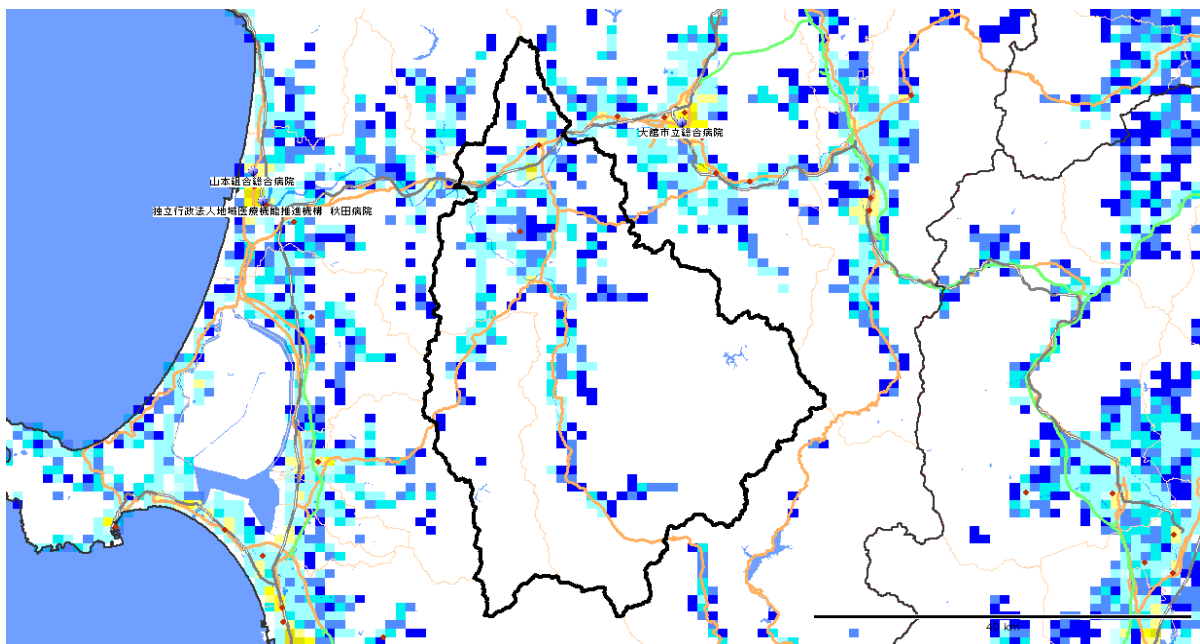 大館市立総合病院
山本組合総合病院
独立行政法人地域医療機能推進機構 秋田病院